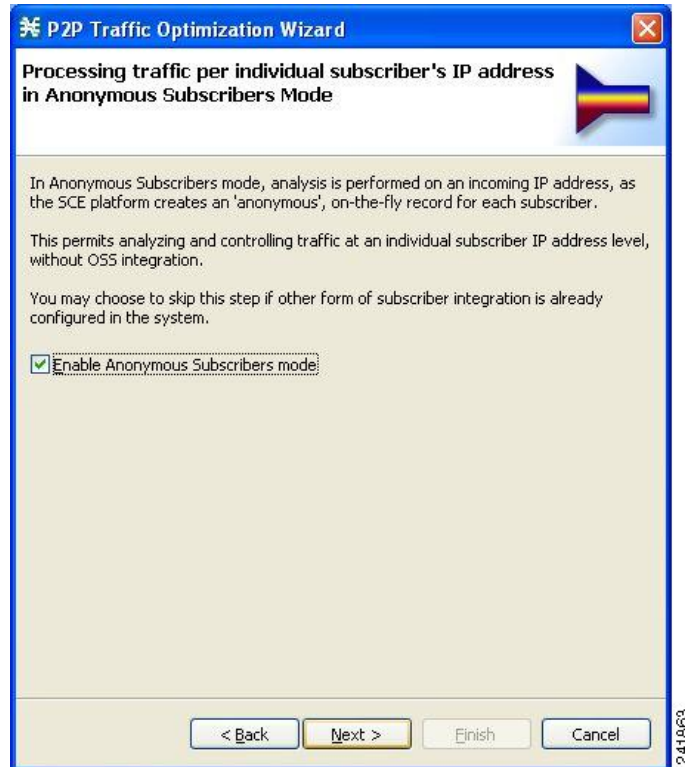 P2P Traffic Optimization Wizard
Processing traffic per individual subscriber's IP address
in Anonymous Subscribers Mode
In Anonymous Subscribers mode, analysis is performed on an incoming IP address, as
the SCE platform creates an 'anonymous', on-the-fly record for each subscriber.
This permits analyzing and controlling traffic at an individual subscriber IP address level,
without OSS integration.
You may choose to skip this step if other form of subscriber integration is already
configured in the system.
Enable Anonymous Subscribers mode
< Back Next > Finish Cancel
241963